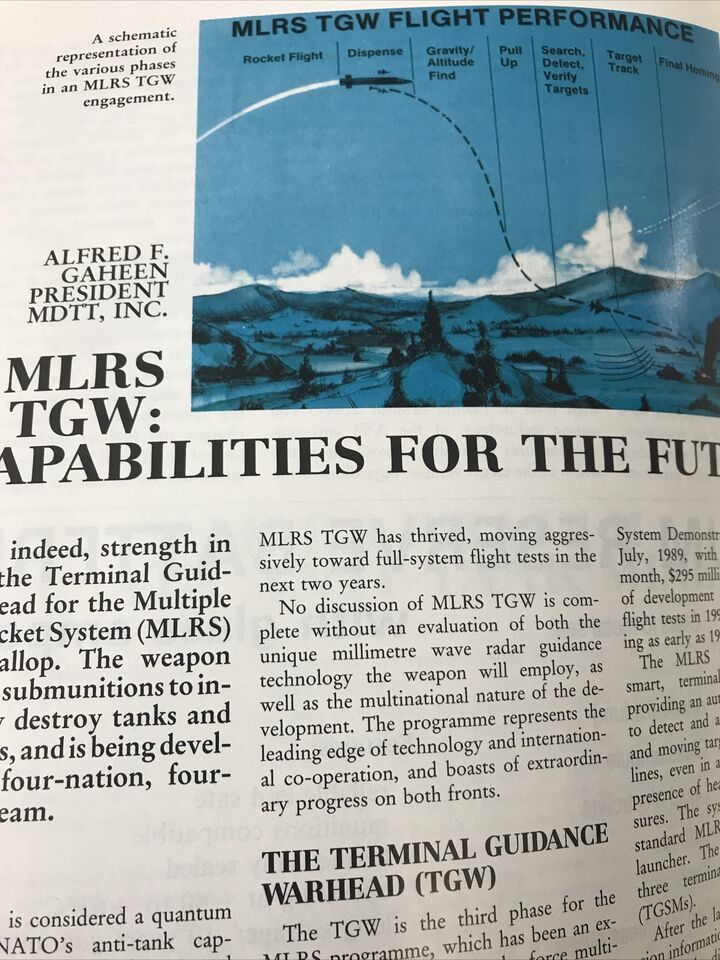 A schematic
representation of
the various phases
in an MLRS TGW
engagement.
MLRS TGW FLIGHT PERFORMANCE
Rocket Flight
Dispense
Gravity/
Altitude
Find
Pull
Up
Search,
Detect,
Verify
Targets
Target
Track
Final Homing
ALFRED F.
GAHEEN
PRESIDENT
MDTT, INC.
MLRS
TGW:
APABILITIES FOR THE FUT
indeed, strength in
the Terminal Guid-
ead for the Multiple
cket System (MLRS)
allop. The weapon
submunitions to in-
y destroy tanks and
s, and is being devel-
four-nation, four-
eam.
is considered a quantum
NATO's anti-tank cap-
MLRS TGW has thrived, moving aggres-
sively toward full-system flight tests in the
next two years.
No discussion of MLRS TGW is com-
plete without an evaluation of both the
unique millimetre wave radar guidance
technology the weapon will employ, as
well as the multinational nature of the de-
velopment. The programme represents the
leading edge of technology and internation-
al co-operation, and boasts of extraordin-
ary progress on both fronts.
THE TERMINAL GUIDANCE
WARHEAD (TGW)
The TGW is the third phase for the
MLRS programme, which has been an ex-
force multi-
System Demonstr
July, 1989, with
month, $295 milli
of development
flight tests in 199
ing as early as 19
The MLRS
smart, terminal
providing an aut
to detect and a
and moving targ
lines, even in a
presence of hea
sures. The sys
standard MLR
launcher. The
three termina
(TGSMs).
After the la
sion informati